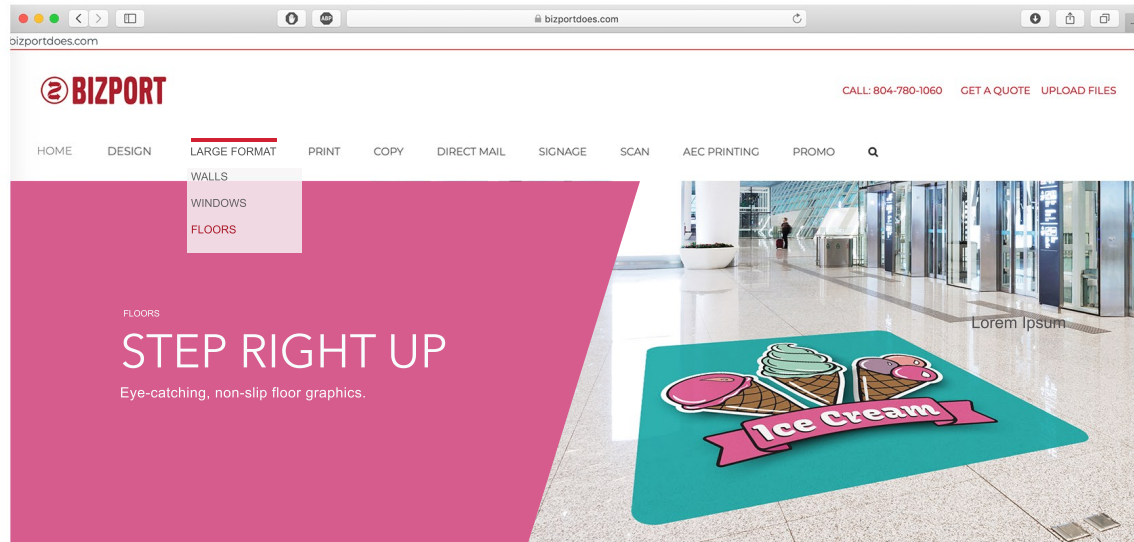 ABP
bizportdoes.com
bizportdoes.com
BIZPORT
CALL: 804-780-1060 GET A QUOTE UPLOAD FILES
HOME DESIGN LARGE FORMAT PRINT COPY DIRECT MAIL SIGNAGE SCAN AEC PRINTING PROMO
WALLS
WINDOWS
FLOORS
FLOORS
STEP RIGHT UP
Eye-catching, non-slip floor graphics.
Lorem Ipsum
Ice Cream